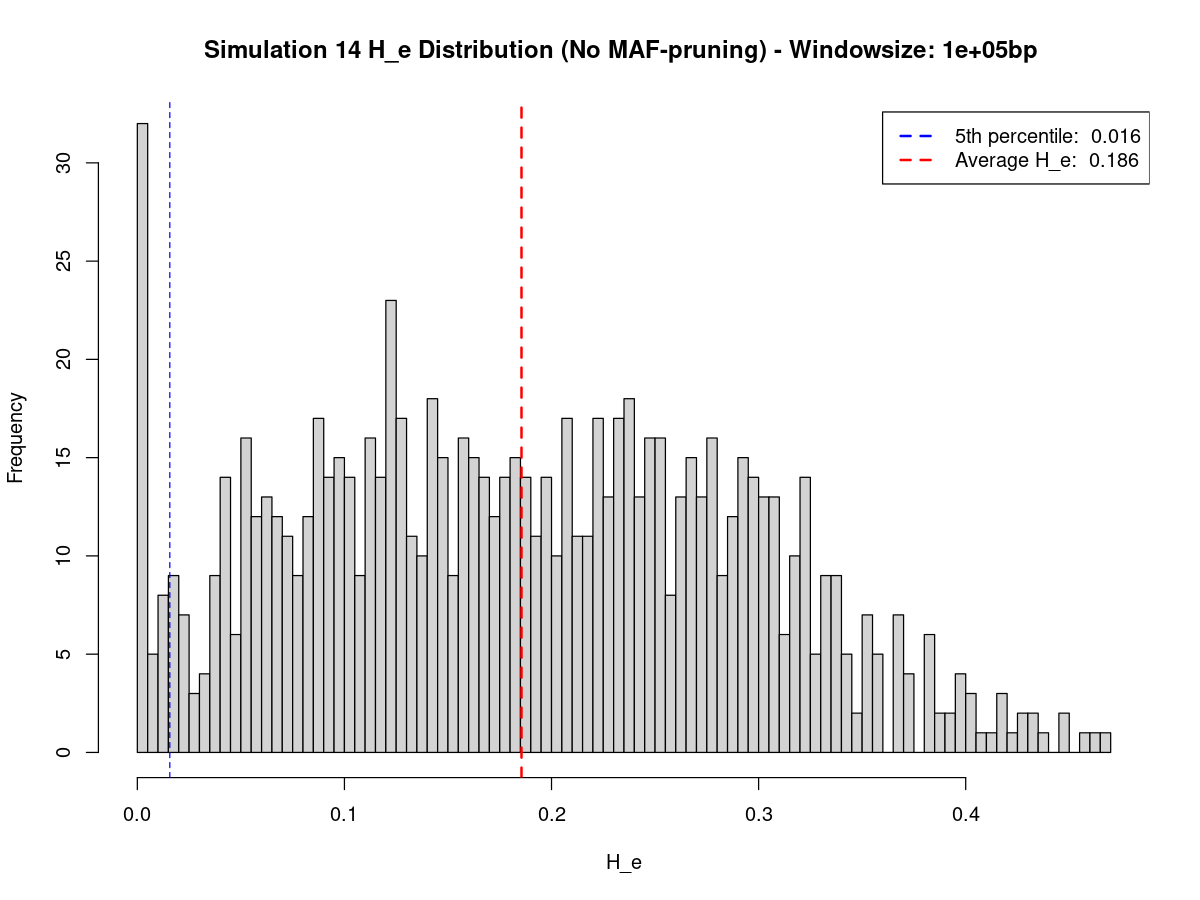 Simulation 14 H_e Distribution (No MAF-pruning) - Windowsize: 1e+05bp
5th percentile:  0.016
Average H_e:  0.186
Frequency
30
25
20
15
10
5
0
0.0 0.1 0.2 0.3 0.4
H_e